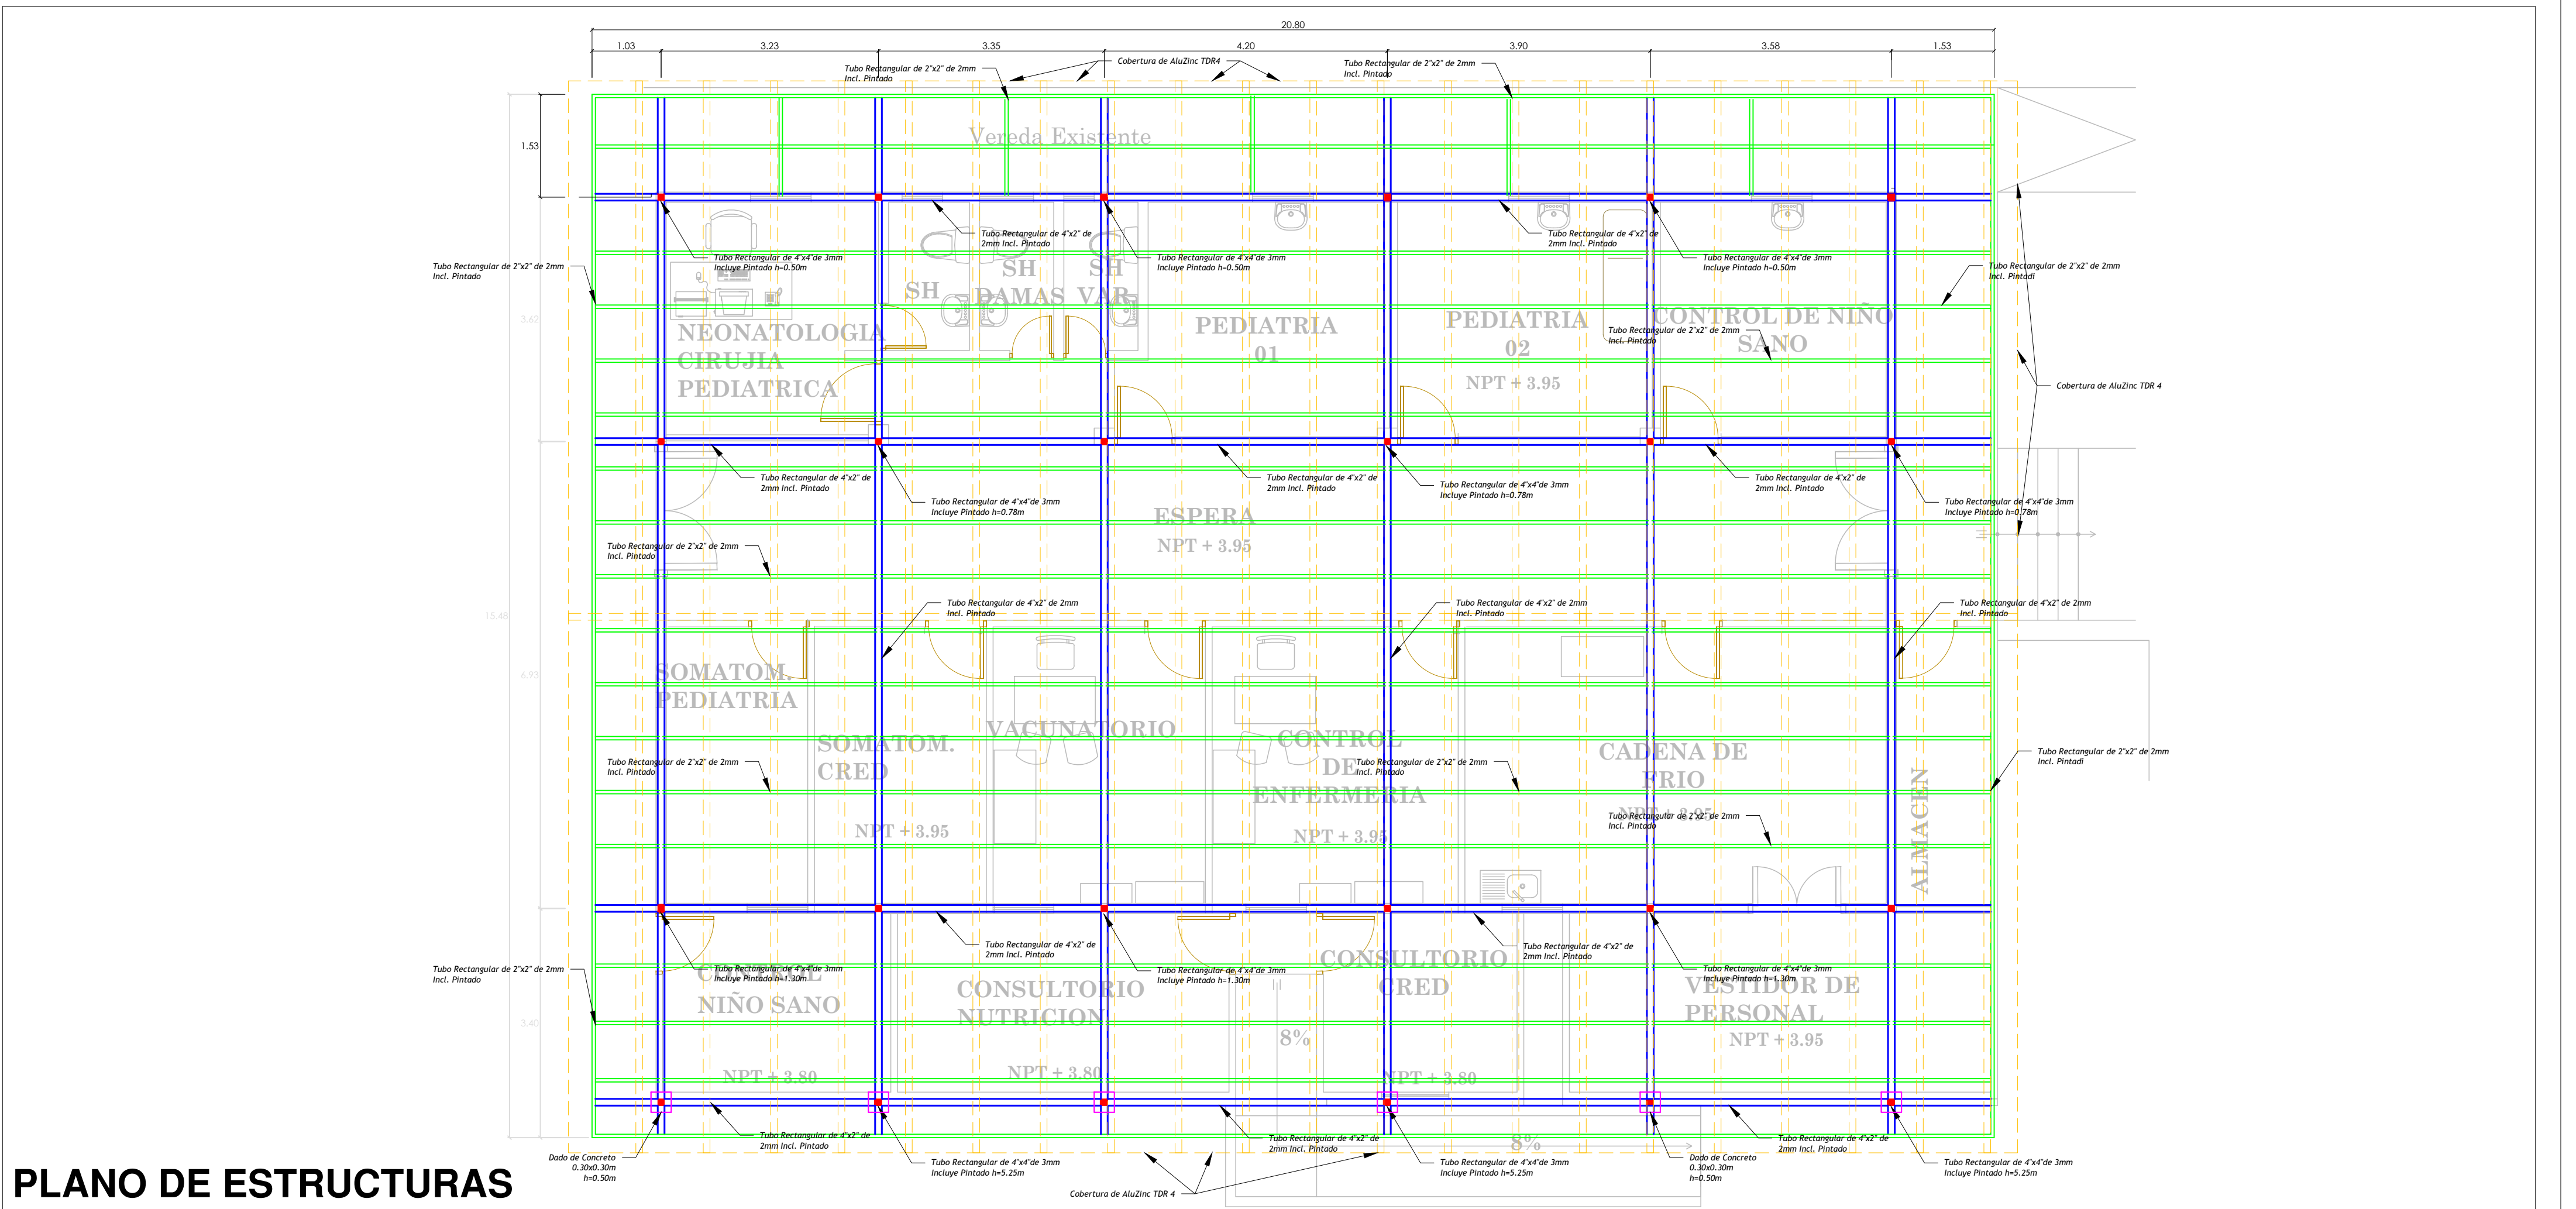 20.80
1.03
3.23
3.35
4.20
3.90
3.58
1.53
Tubo Rectangular de 2"x2" de 2mm
Incl. Pintado
Cobertura de AluZinc TDR4
Tubo Rectangular de 2"x2" de 2mm
Incl. Pintado
Vereda Existente
1.53
Tubo Rectangular de 4"x2" de
2mm Incl. Pintado
Tubo Rectangular de 4"x2" de
2mm Incl. Pintado
Tubo Rectangular de 4"x4"de 3mm
Incluye Pintado h=0.50m
Tubo Rectangular de 4"x4"de 3mm
Incluye Pintado h=0.50m
Tubo Rectangular de 4"x4"de 3mm
Incluye Pintado h=0.50m
Tubo Rectangular de 2"x2" de 2mm
Incl. Pintado
Tubo Rectangular de 2"x2" de 2mm
Incl. Pintadi
SH
SH
DAMAS
SH
VAR.
3.62
NEONATOLOGIA
CIRUJIA
PEDIATRICA
PEDIATRIA
01
PEDIATRIA
02
NPT + 3.95
CONTROL DE NIÑO
SANO
Tubo Rectangular de 2"x2" de 2mm
Incl. Pintado
Cobertura de AluZinc TDR 4
Tubo Rectangular de 4"x2" de
2mm Incl. Pintado
Tubo Rectangular de 4"x4"de 3mm
Incluye Pintado h=0.78m
Tubo Rectangular de 4"x2" de
2mm Incl. Pintado
Tubo Rectangular de 4"x4"de 3mm
Incluye Pintado h=0.78m
Tubo Rectangular de 4"x2" de
2mm Incl. Pintado
Tubo Rectangular de 4"x4"de 3mm
Incluye Pintado h=0.78m
ESPERA
NPT + 3.95
Tubo Rectangular de 2"x2" de 2mm
Incl. Pintado
Tubo Rectangular de 4"x2" de 2mm
Incl. Pintado
Tubo Rectangular de 4"x2" de 2mm
Incl. Pintado
Tubo Rectangular de 4"x2" de 2mm
Incl. Pintado
15.48
6.93
SOMATOM.
PEDIATRIA
SOMATOM.
CRED
NPT + 3.95
VACUNATORIO
CONTROL
DE
ENFERMERIA
NPT + 3.95
CADENA DE
FRIO
NPT + 3.95
ALMACEN
Tubo Rectangular de 2"x2" de 2mm
Incl. Pintado
Tubo Rectangular de 2"x2" de 2mm
Incl. Pintado
Tubo Rectangular de 2"x2" de 2mm
Incl. Pintadi
Tubo Rectangular de 2"x2" de 2mm
Incl. Pintado
Tubo Rectangular de 4"x2" de
2mm Incl. Pintado
Tubo Rectangular de 4"x2" de
2mm Incl. Pintado
Tubo Rectangular de 2"x2" de 2mm
Incl. Pintado
Tubo Rectangular de 4"x4"de 3mm
Incluye Pintado h=1.30m
Tubo Rectangular de 4"x4"de 3mm
Incluye Pintado h=1.30m
Tubo Rectangular de 4"x4"de 3mm
Incluye Pintado h=1.30m
3.40
CONTROL
NIÑO SANO
NPT + 3.80
CONSULTORIO
NUTRICION
NPT + 3.80
8%
CONSULTORIO
CRED
NPT + 3.80
VESTIDOR DE
PERSONAL
NPT + 3.95
Tubo Rectangular de 4"x2" de
2mm Incl. Pintado
Tubo Rectangular de 4"x2" de
2mm Incl. Pintado
8%
Tubo Rectangular de 4"x2" de
2mm Incl. Pintado
Dado de Concreto
0.30x0.30m
h=0.50m
Tubo Rectangular de 4"x4"de 3mm
Incluye Pintado h=5.25m
Tubo Rectangular de 4"x4"de 3mm
Incluye Pintado h=5.25m
Dado de Concreto
0.30x0.30m
h=0.50m
Tubo Rectangular de 4"x4"de 3mm
Incluye Pintado h=5.25m
Cobertura de AluZinc TDR 4
PLANO DE ESTRUCTURAS